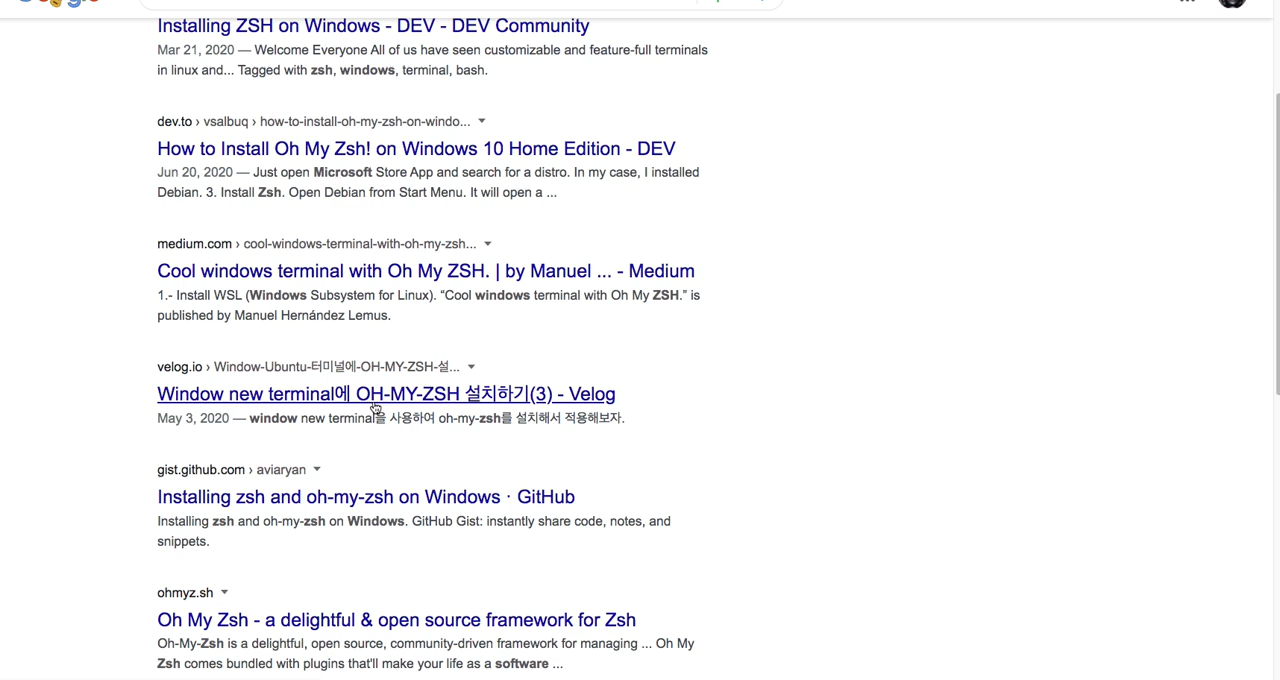 Installing ZSH on Windows - DEV - DEV Community
Mar 21, 2020 — Welcome Everyone All of us have seen customizable and feature-full terminals
in linux and... Tagged with zsh, windows, terminal, bash.
dev.to › vsalbuq › how-to-install-oh-my-zsh-on-windo...
How to Install Oh My Zsh! on Windows 10 Home Edition - DEV
Jun 20, 2020 — Just open Microsoft Store App and search for a distro. In my case, I installed
Debian. 3. Install Zsh. Open Debian from Start Menu. It will open a ...
medium.com › cool-windows-terminal-with-oh-my-zsh...
Cool windows terminal with Oh My ZSH. | by Manuel ... - Medium
1.- Install WSL (Windows Subsystem for Linux). “Cool windows terminal with Oh My ZSH.” is
published by Manuel Hernández Lemus.
velog.io › Window-Ubuntu-터미널에-OH-MY-ZSH-설...
Window new terminal에 OH-MY-ZSH 설치하기(3) - Velog
May 3, 2020 — window new terminal을 사용하여 oh-my-zsh를 설치해서 적용해보자.
gist.github.com › aviaryan
Installing zsh and oh-my-zsh on Windows · GitHub
Installing zsh and oh-my-zsh on Windows. GitHub Gist: instantly share code, notes, and
snippets.
ohmyz.sh
Oh My Zsh - a delightful & open source framework for Zsh
Oh-My-Zsh is a delightful, open source, community-driven framework for managing ... Oh My
Zsh comes bundled with plugins that'll make your life as a software ...